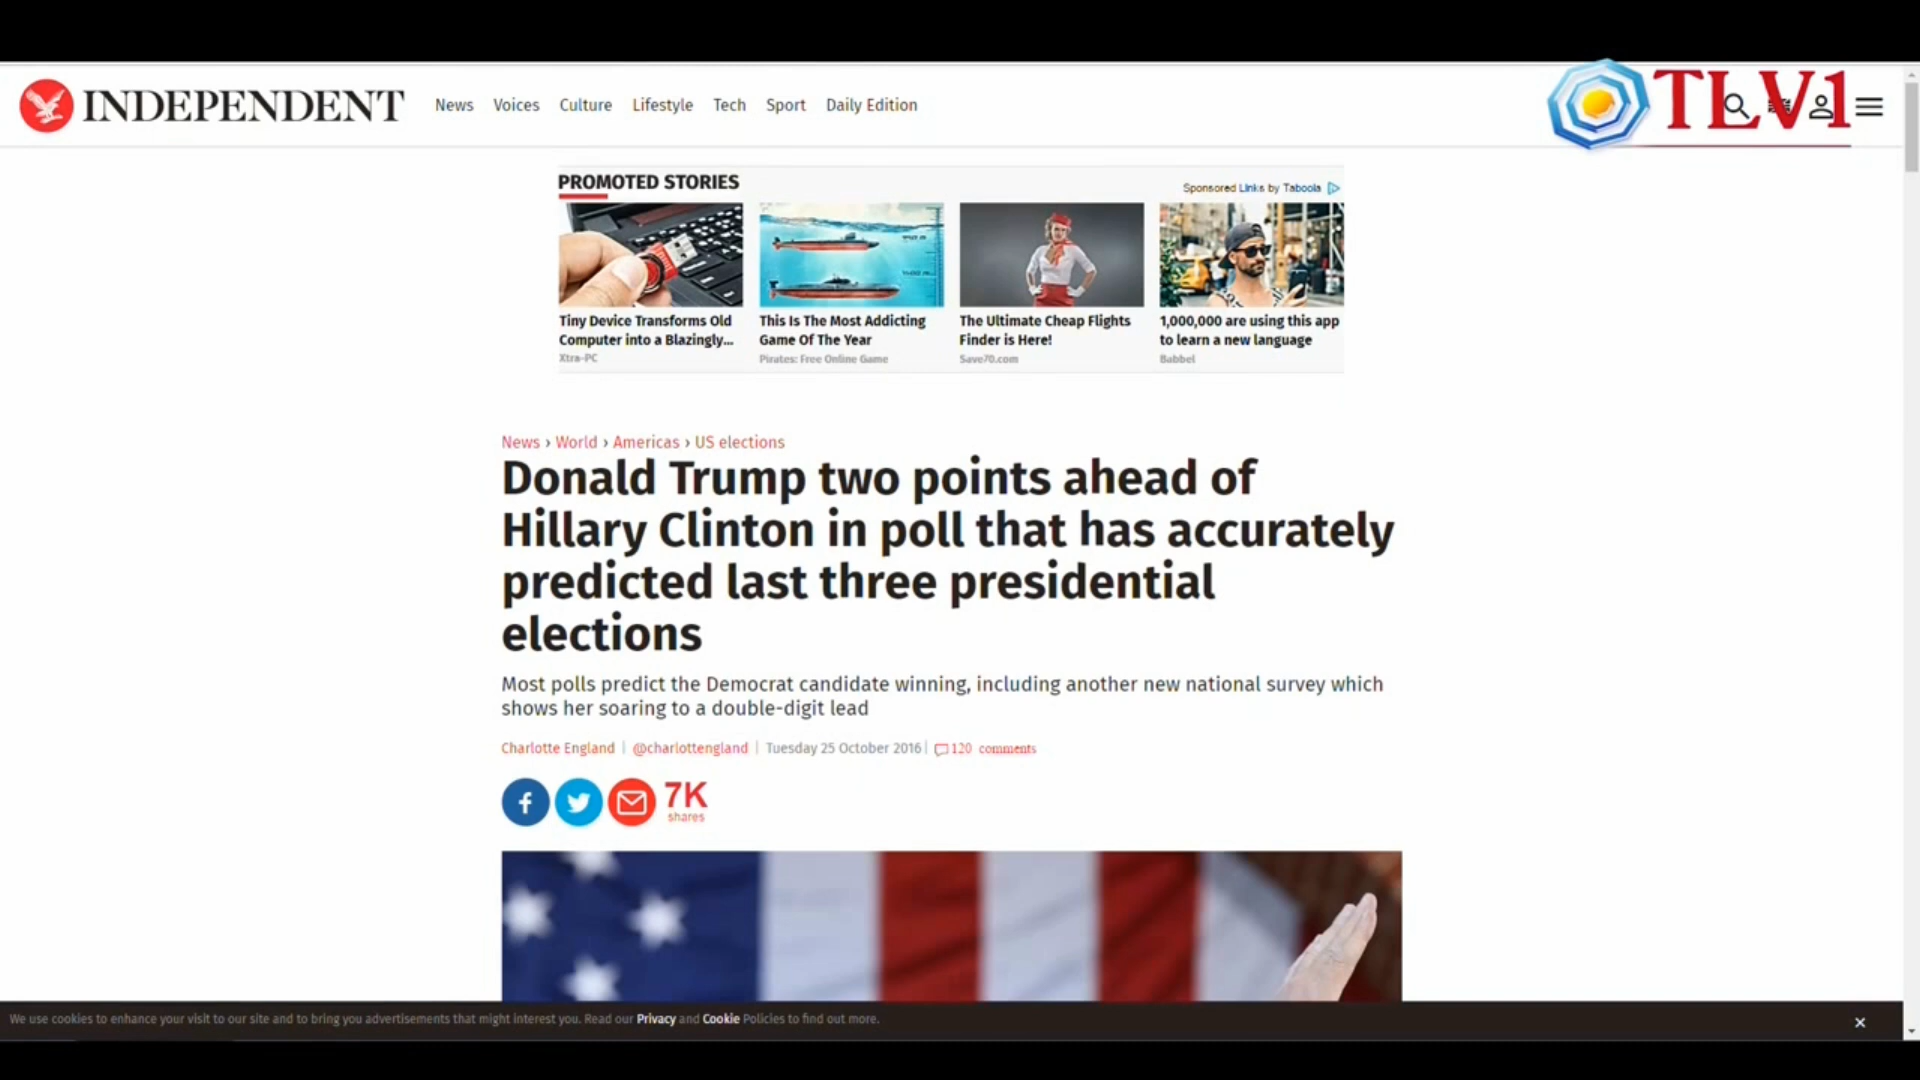 INDEPENDENT
News Voices Culture Lifestyle Tech Sport Daily Edition
TLV1
PROMOTED STORIES
Sponsored Links by Taboola
Tiny Device Transforms Old
Computer into a Blazingly...
Xtra-PC
This Is The Most Addicting
Game Of The Year
Pirates: Free Online Game
The Ultimate Cheap Flights
Finder is Here!
Save70.com
1,000,000 are using this app
to learn a new language
Babbel
News › World › Americas › US elections
Donald Trump two points ahead of
Hillary Clinton in poll that has accurately
predicted last three presidential
elections
Most polls predict the Democrat candidate winning, including another new national survey which
shows her soaring to a double-digit lead
Charlotte England | @charlottengland | Tuesday 25 October 2016 | 120 comments
7K
shares
We use cookies to enhance your visit to our site and to bring you advertisements that might interest you. Read our Privacy and Cookie Policies to find out more.